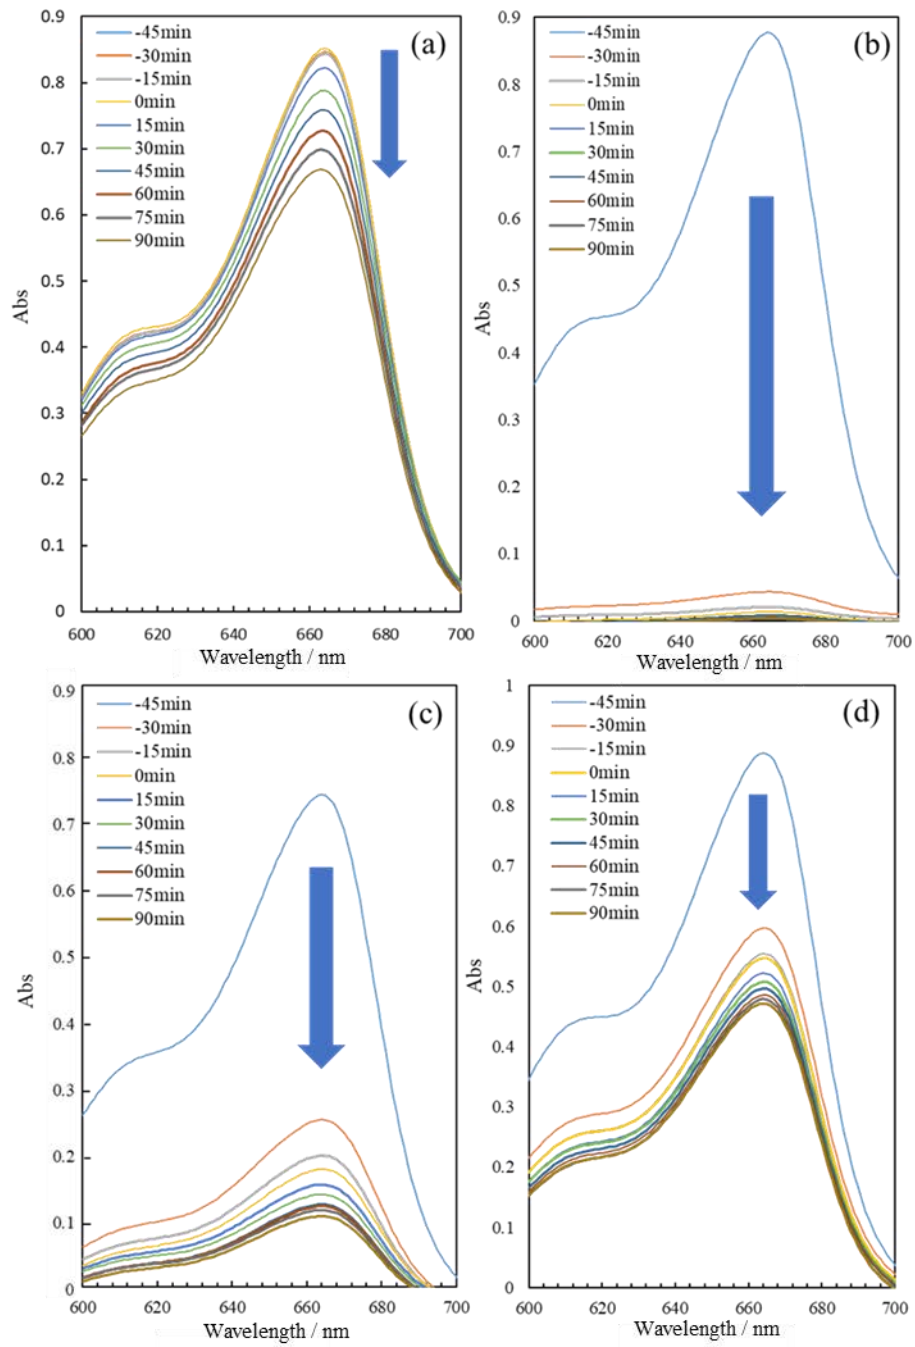 (a)
-45min
-30min
-15min
0min
15min
30min
45min
60min
75min
90min
0.9
0.8
0.7
0.6
0.5
0.4
0.3
0.2
0.1
0
Abs
600 620 640 660 680 700
Wavelength / nm
(b)
-45min
-30min
-15min
0min
15min
30min
45min
60min
75min
90min
0.9
0.8
0.7
0.6
0.5
0.4
0.3
0.2
0.1
0
Abs
600 620 640 660 680 700
Wavelength / nm
(c)
-45min
-30min
-15min
0min
15min
30min
45min
60min
75min
90min
0.9
0.8
0.7
0.6
0.5
0.4
0.3
0.2
0.1
0
Abs
600 620 640 660 680 700
Wavelength / nm
(d)
-45min
-30min
-15min
0min
15min
30min
45min
60min
75min
90min
1
0.9
0.8
0.7
0.6
0.5
0.4
0.3
0.2
0.1
0
Abs
600 620 640 660 680 700
Wavelength / nm